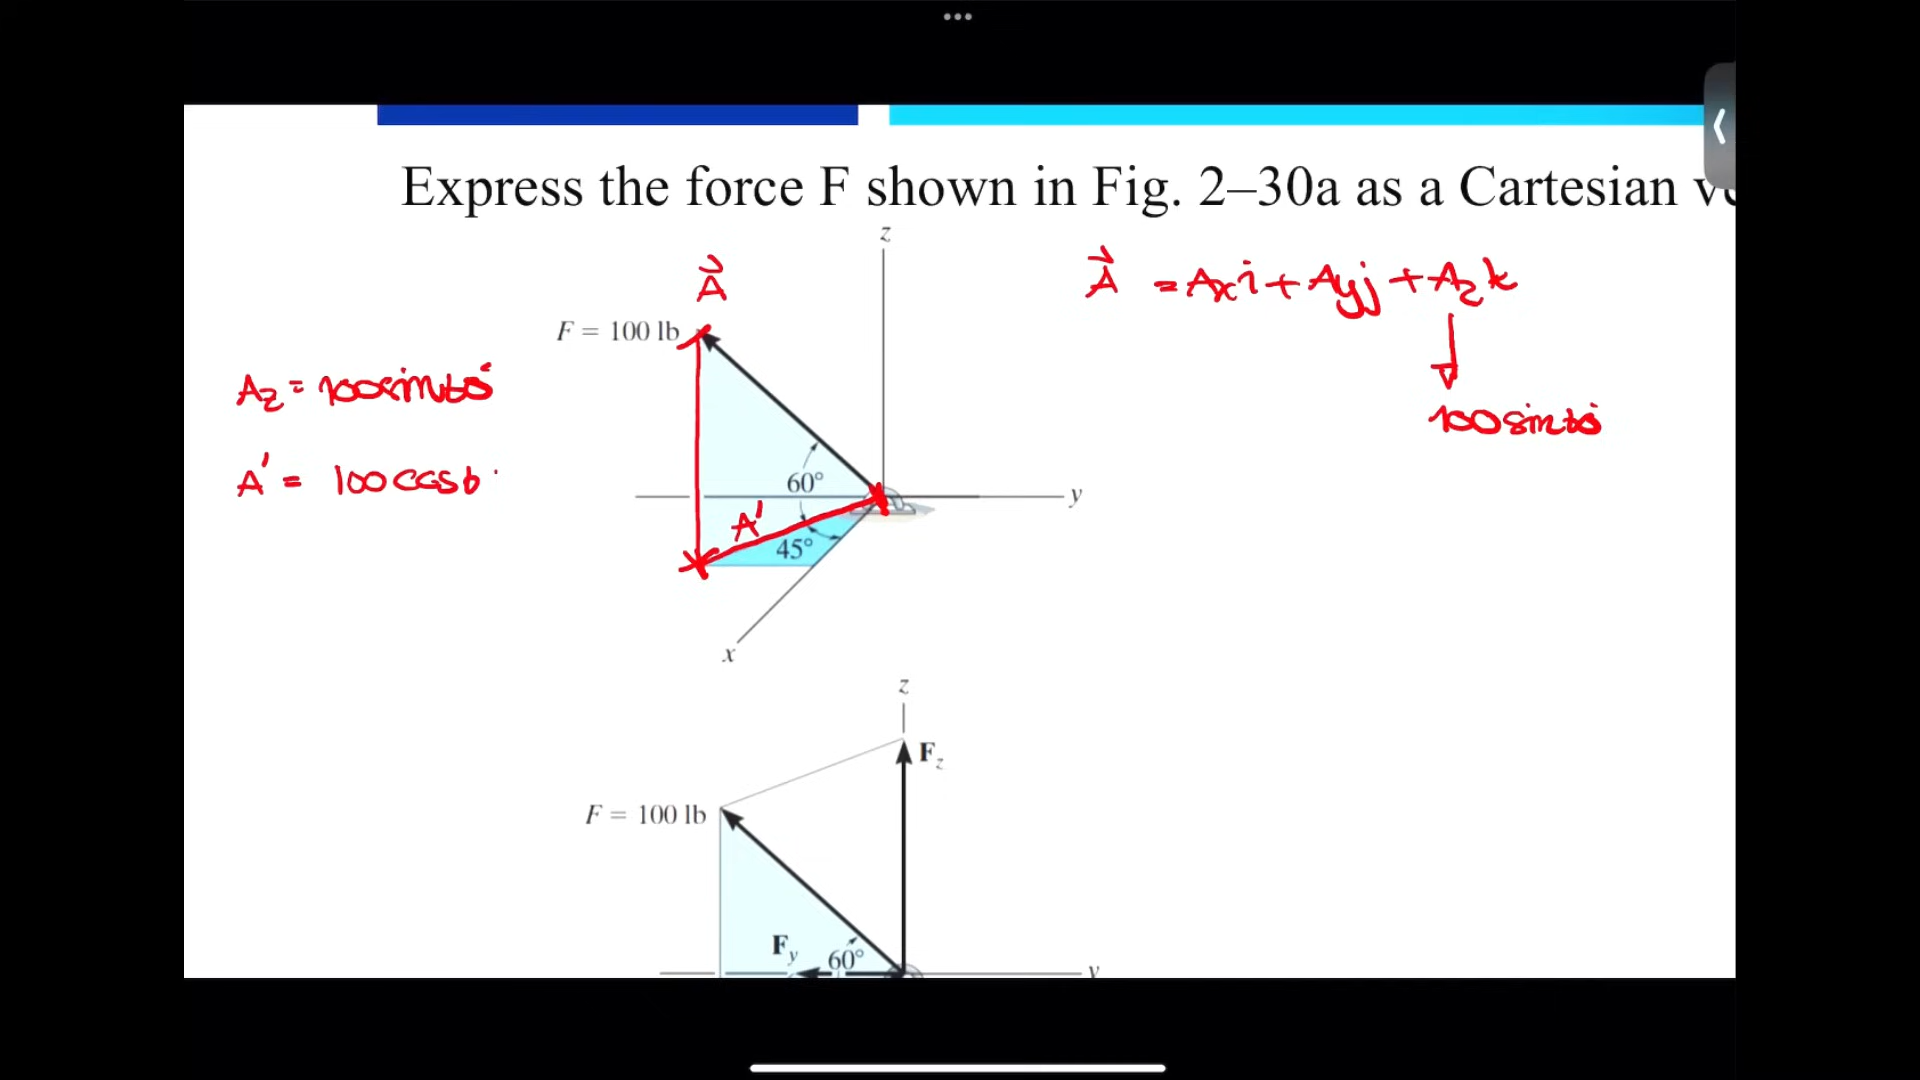 Express the force F shown in Fig. 2–30a as a Cartesian
z
A
A = Axi + Ayj + Azk
F = 100 lb
Az = 100sin60°
100sin60°
A' = 100cos6
60°
y
A'
45°
x
z
Fz
F = 100 lb
Fy
60°
y